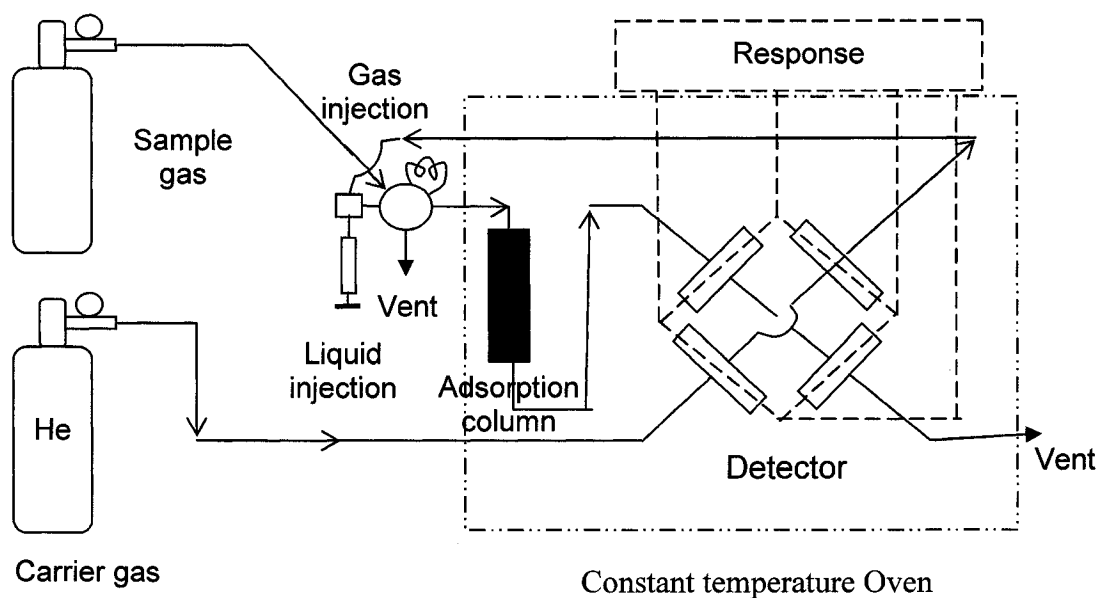 Response
Gas
injection
Sample
gas
Vent
Liquid
injection
Adsorption
column
He
Detector
Vent
Carrier gas
Constant temperature Oven